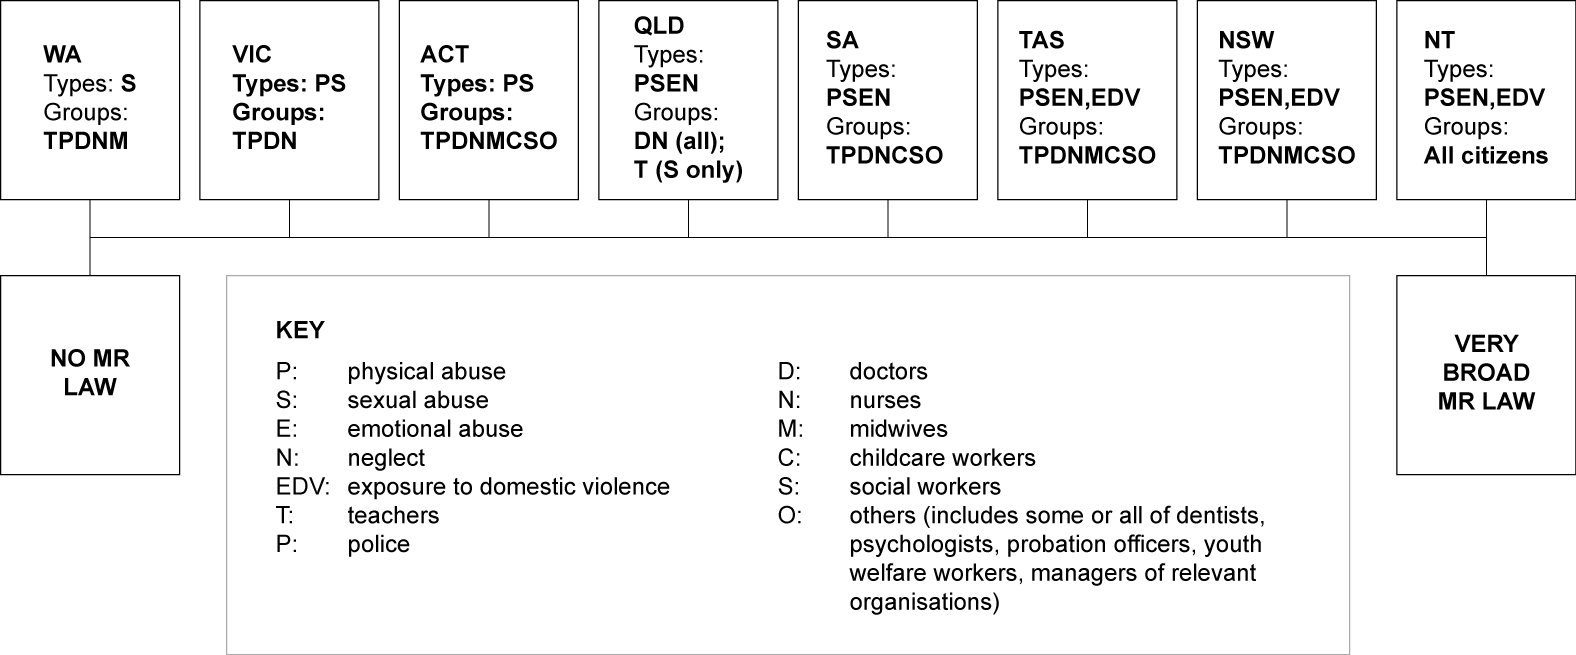 WA
Types: S
Groups:
TPDNM
VIC
Types: PS
Groups:
TPDN
ACT
Types: PS
Groups:
TPDNMCSO
QLD
Types:
PSEN
Groups:
DN (all);
T (S only)
SA
Types:
PSEN
Groups:
TPDNCSO
TAS
Types:
PSEN,EDV
Groups:
TPDNMCSO
NSW
Types:
PSEN,EDV
Groups:
TPDNMCSO
NT
Types:
PSEN,EDV
Groups:
All citizens
NO MR
LAW
KEY
P: physical abuse
S: sexual abuse
E: emotional abuse
N: neglect
EDV: exposure to domestic violence
T: teachers
P: police
D: doctors
N: nurses
M: midwives
C: childcare workers
S: social workers
O: others (includes some or all of dentists,
psychologists, probation officers, youth
welfare workers, managers of relevant
organisations)
VERY
BROAD
MR LAW